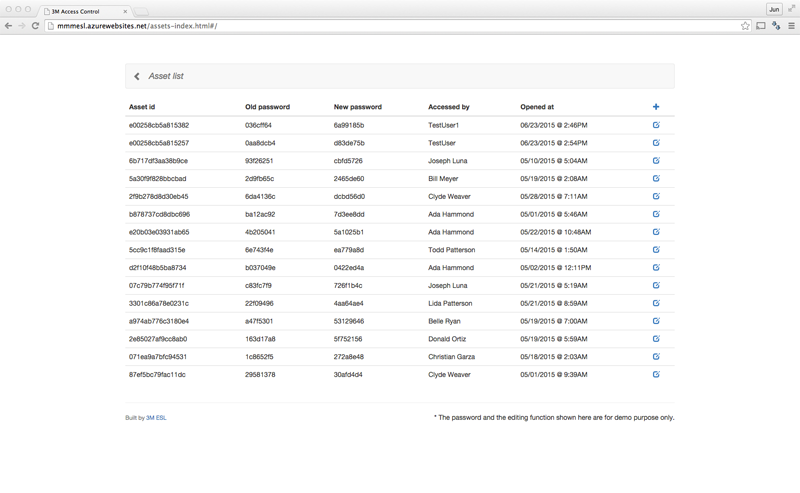 3M Access Control
Jun
mmmesl.azurewebsites.net/assets-index.html#/
Asset list
Asset id Old password New password Accessed by Opened at
e00258cb5a815382 036cff64 6a99185b TestUser1 06/23/2015 @ 2:46PM
e00258cb5a815257 0aa8dcb4 d83de75b TestUser 06/23/2015 @ 2:54PM
6b717df3aa38b9ce 93f26251 cbfd5726 Joseph Luna 05/10/2015 @ 5:04AM
5a30f9f828bbcbad 2d9fb65c 2465de60 Bill Meyer 05/19/2015 @ 2:08AM
2f9b278d8d30eb45 6da4136c dcbd56d0 Clyde Weaver 05/28/2015 @ 7:11AM
b878737cd8dbc696 ba12ac92 7d3ee8dd Ada Hammond 05/01/2015 @ 5:46AM
e20b03e03931ab65 4b205041 5a1025b1 Ada Hammond 05/22/2015 @ 10:48AM
5cc9c1f8faad315e 6e743f4e ea779a8d Todd Patterson 05/14/2015 @ 1:50AM
d2f10f48b5ba8734 b037049e 0422ed4a Ada Hammond 05/02/2015 @ 12:11PM
07c79b774f95f71f c83fc7f9 726f1b4c Joseph Luna 05/21/2015 @ 5:19AM
3301c86a78e0231c 22f09496 4aa64ae4 Lida Patterson 05/21/2015 @ 8:59AM
a974ab776c3180e4 a47f5301 53129646 Belle Ryan 05/19/2015 @ 7:00AM
2e85027af9cc8ab0 163d17a8 5f752156 Donald Ortiz 05/19/2015 @ 5:59AM
071ea9a7bfc94531 1c8652f5 272a8e48 Christian Garza 05/18/2015 @ 2:03AM
87ef5bc79fac11dc 29581378 30afd4d4 Clyde Weaver 05/01/2015 @ 9:39AM
Built by 3M ESL
* The password and the editing function shown here are for demo purpose only.